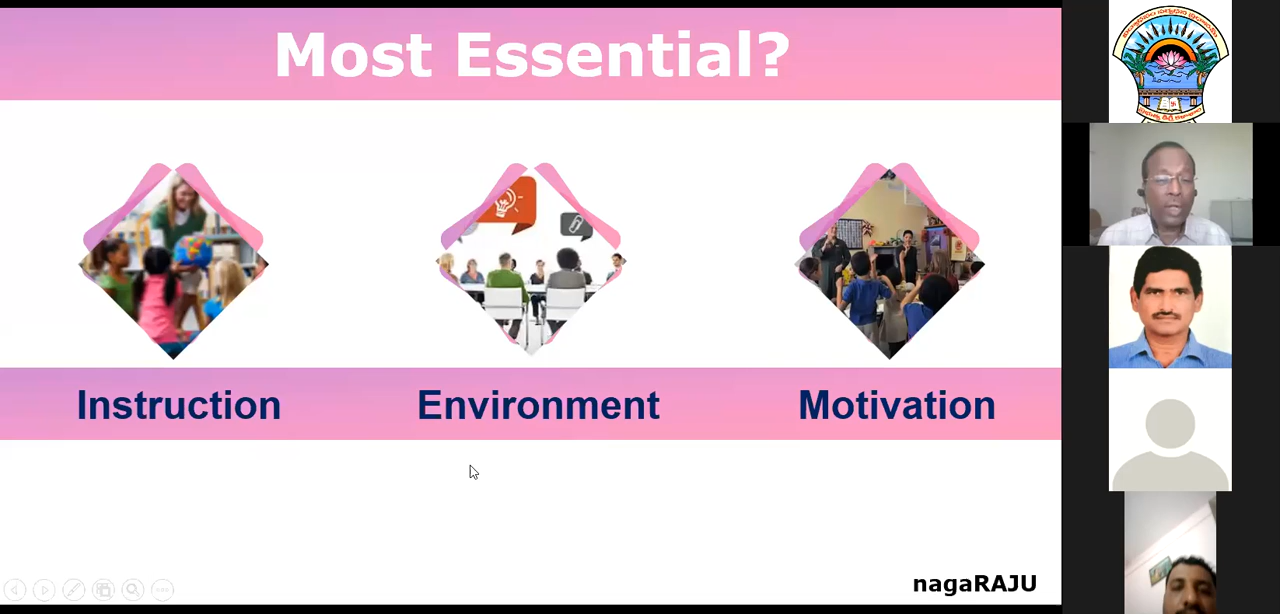 Most Essential?
Instruction
Environment
Motivation
nagaRAJU